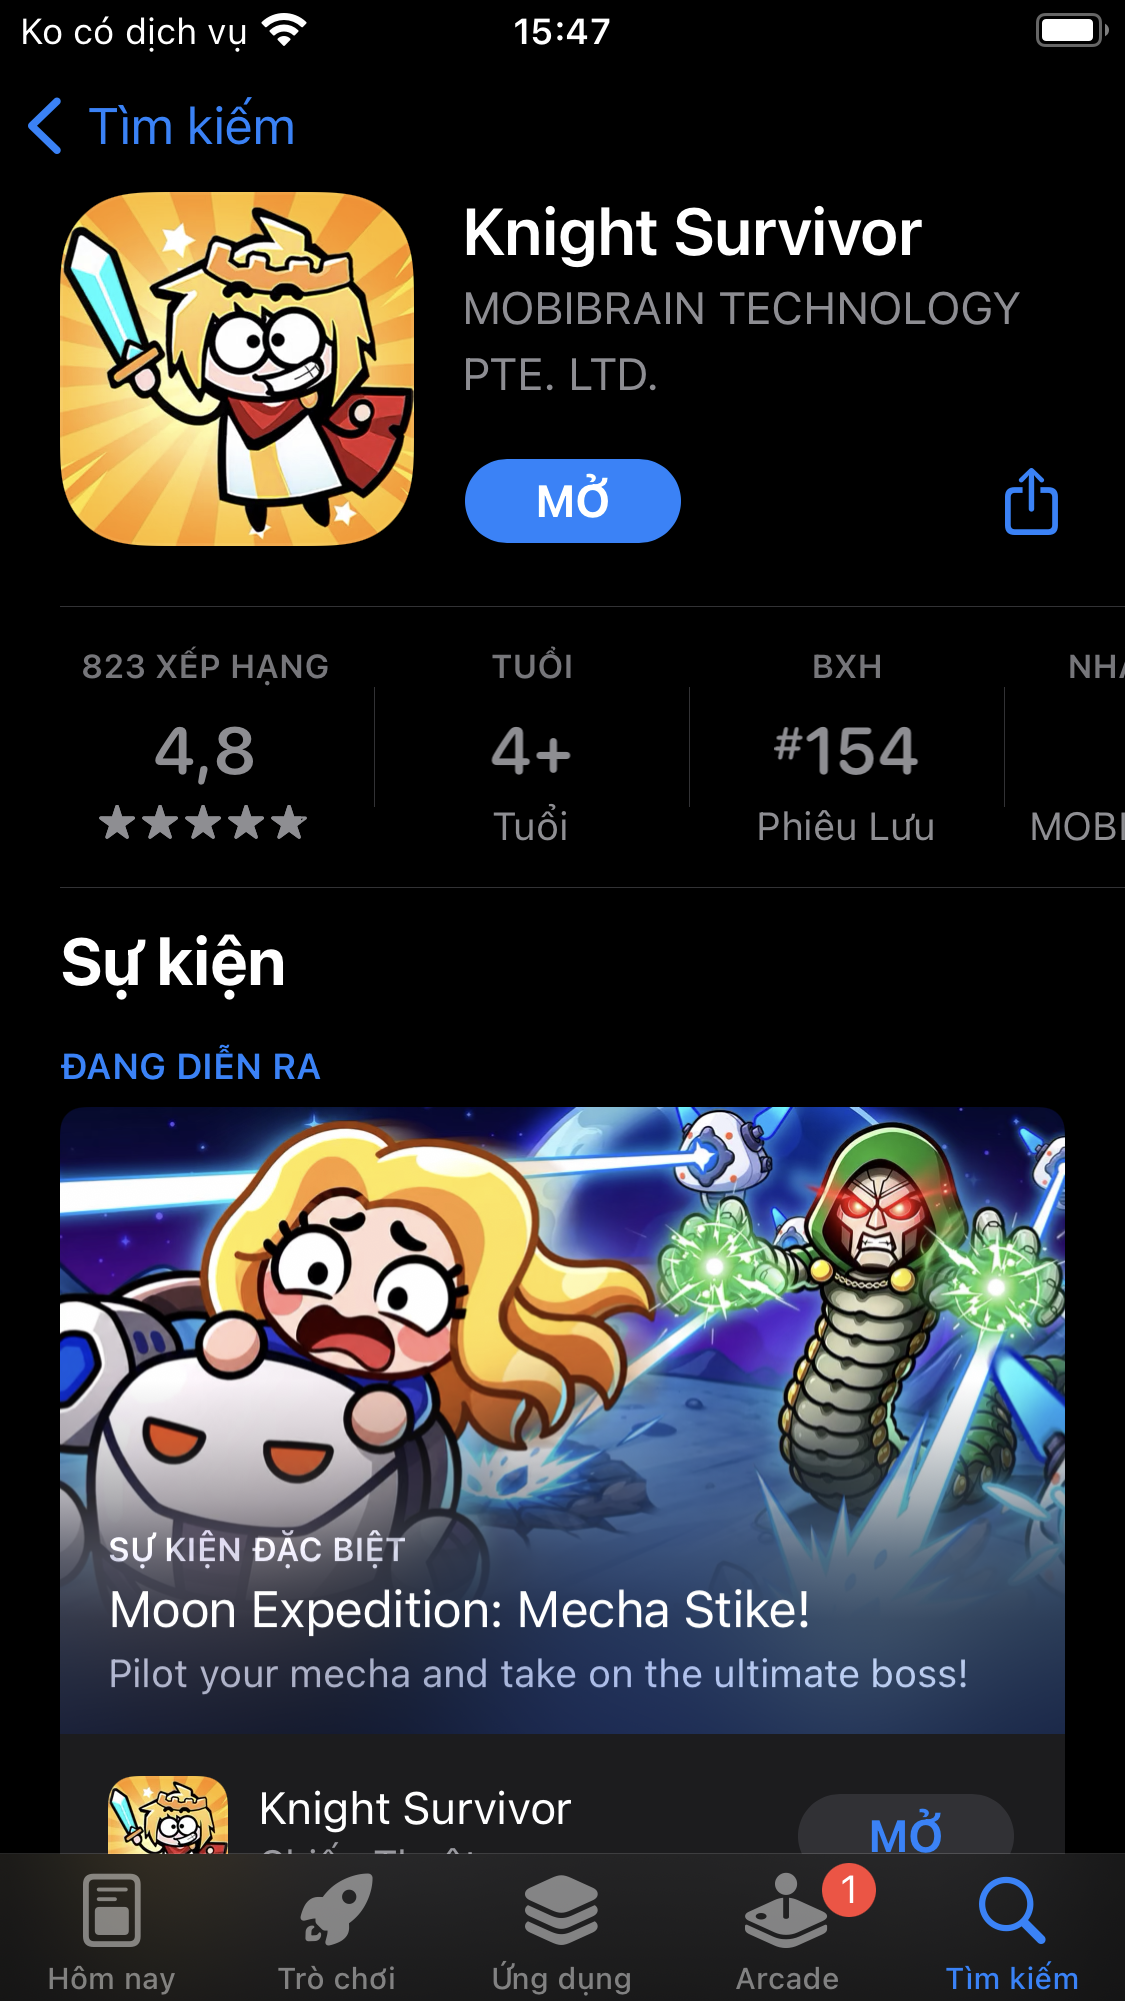 Ko có dịch vụ
15:47
Tìm kiếm
Knight Survivor
MOBIBRAIN TECHNOLOGY
PTE. LTD.
MỞ
823 XẾP HẠNG
4,8
TUỔI
4+
Tuổi
BXH
#154
Phiêu Lưu
NHÀ
MOBI
Sự kiện
ĐANG DIỄN RA
SỰ KIỆN ĐẶC BIỆT
Moon Expedition: Mecha Stike!
Pilot your mecha and take on the ultimate boss!
Knight Survivor
MỞ
Hôm nay
Trò chơi
Ứng dụng
Arcade
1
Tìm kiếm